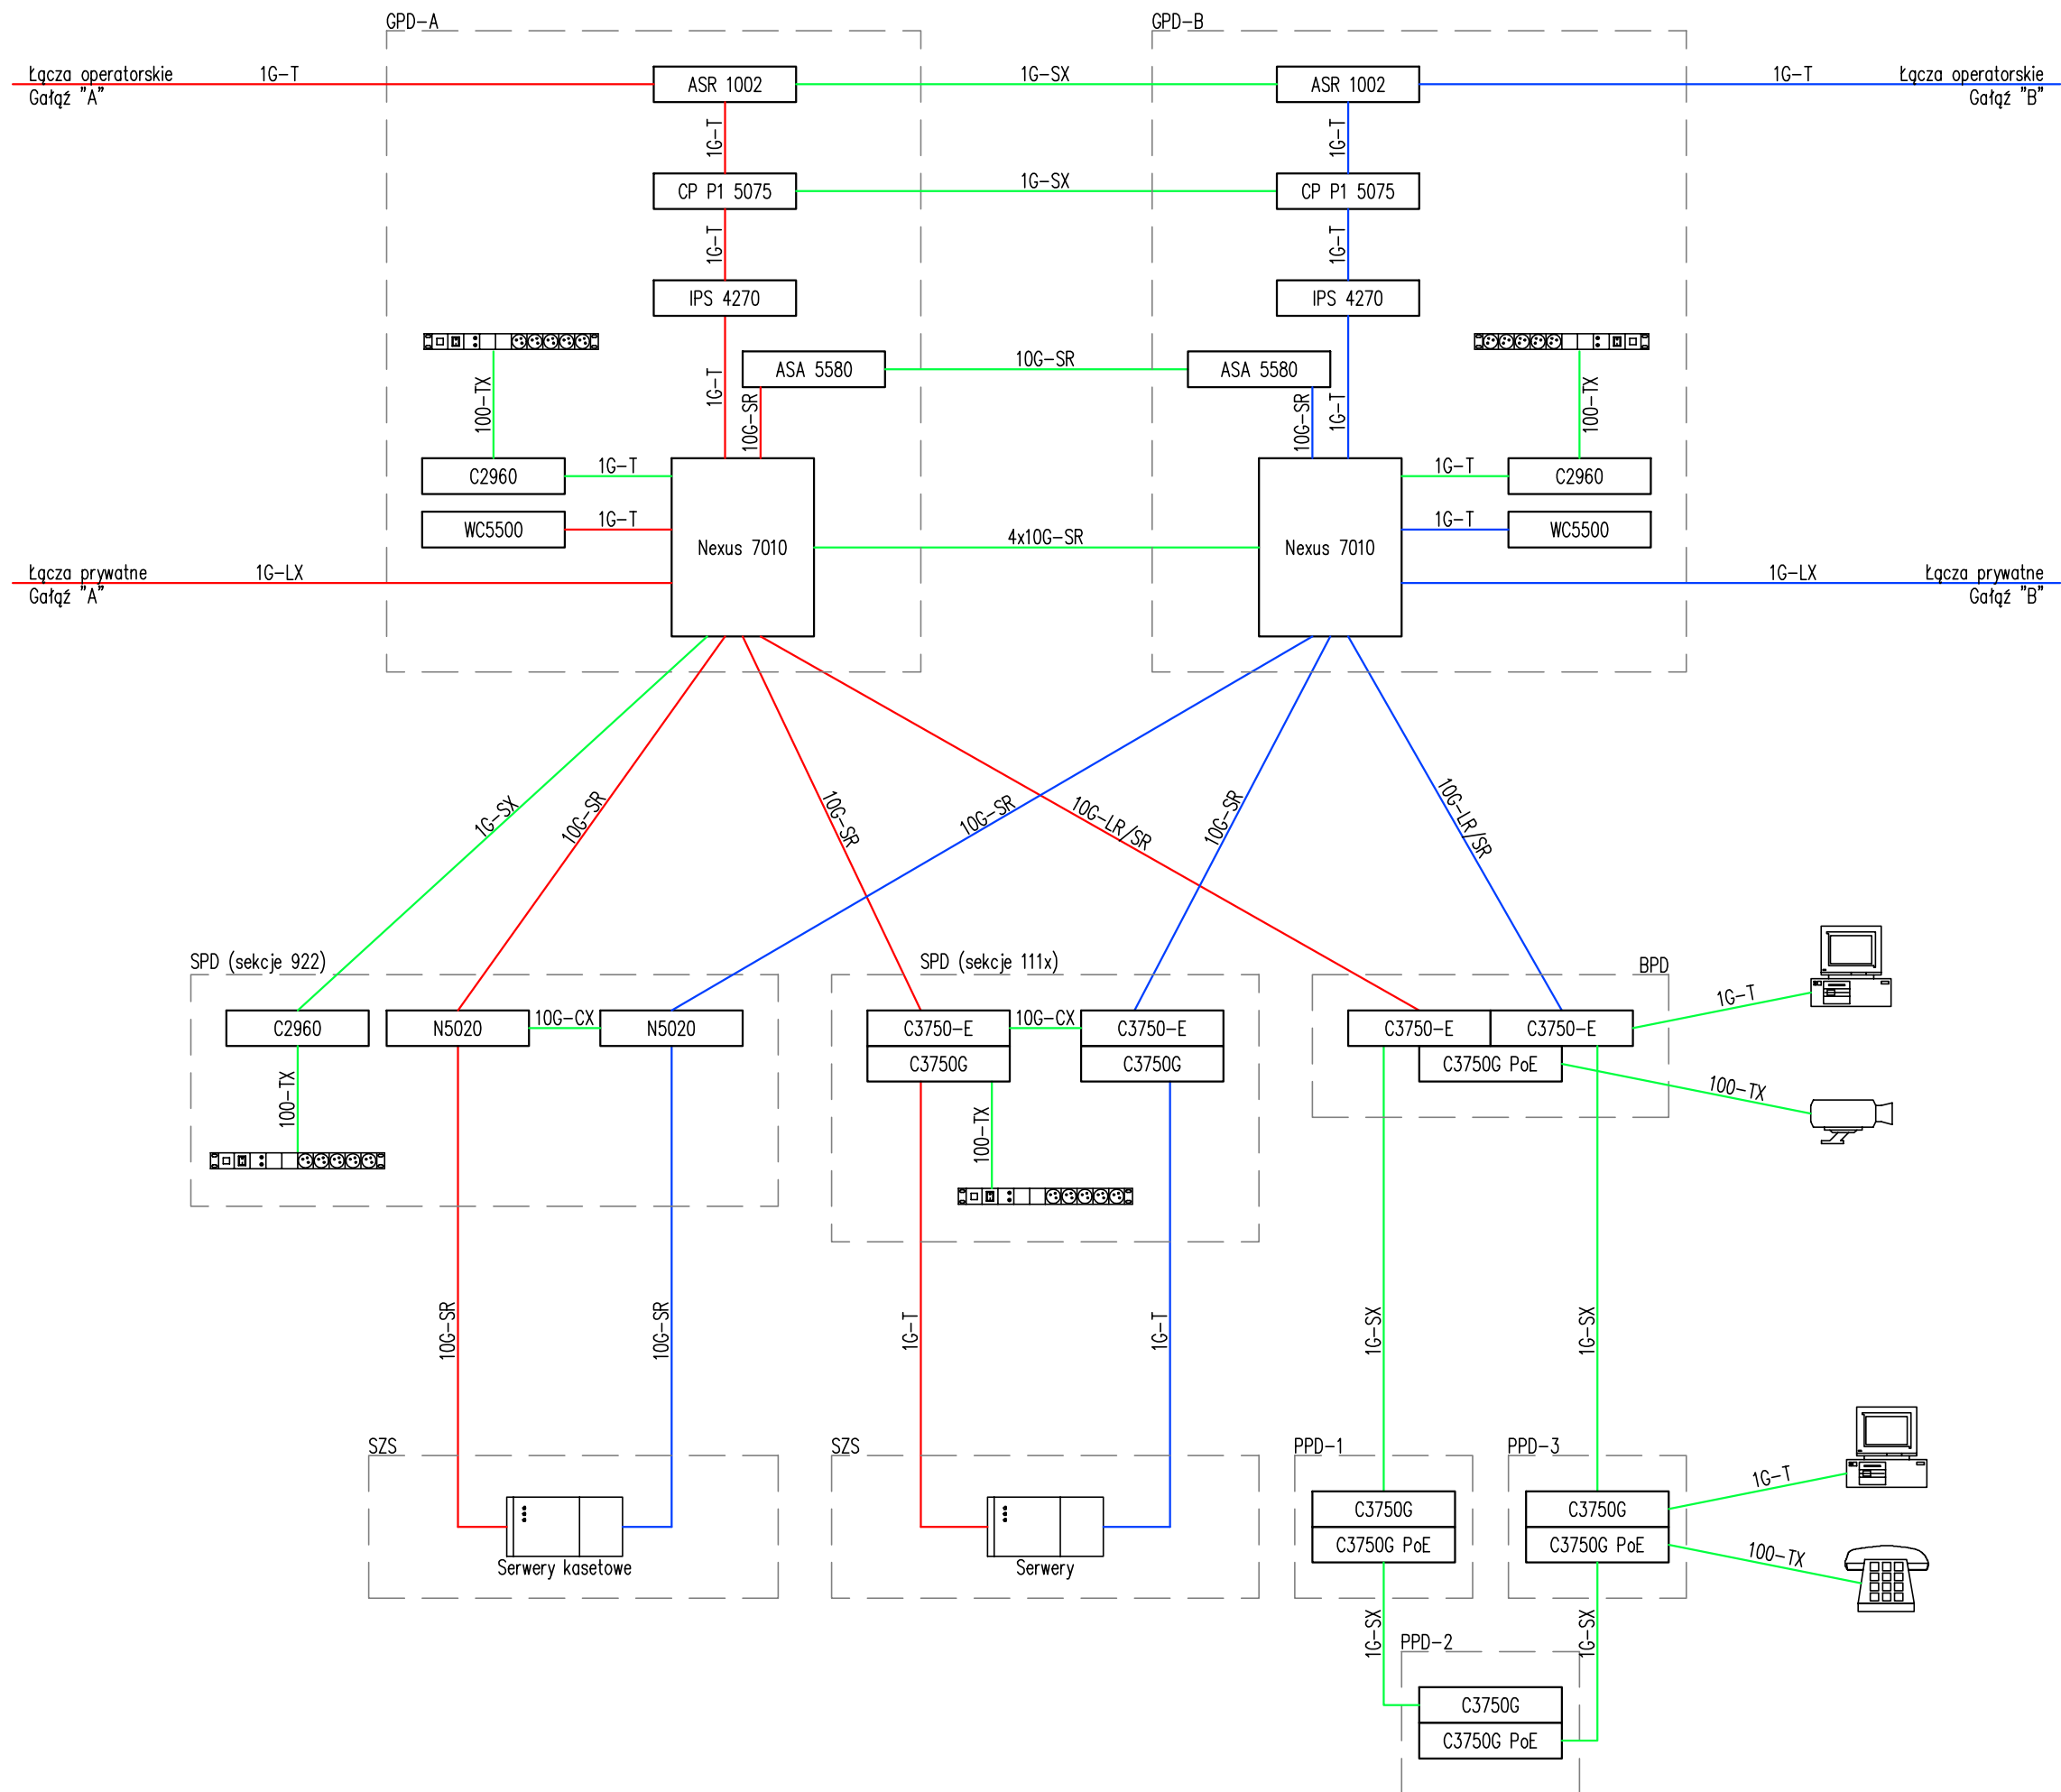 GPD-A
GPD-B
Łącza operatorskie
Gałąź "A"
1G-T
ASR 1002
1G-SX
ASR 1002
1G-T
Łącza operatorskie
Gałąź "B"
1G-T
1G-T
CP P1 5075
1G-SX
CP P1 5075
1G-T
1G-T
IPS 4270
IPS 4270
ASA 5580
10G-SR
ASA 5580
100-TX
1G-T
10G-SR
10G-SR
1G-T
100-TX
C2960
1G-T
1G-T
C2960
WC5500
1G-T
1G-T
WC5500
Nexus 7010
4x10G-SR
Nexus 7010
Łącza prywatne
Gałąź "A"
1G-LX
1G-LX
Łącza prywatne
Gałąź "B"
1G-SX
10G-SR
10G-SR
10G-SR
10G-LR/SR
10G-SR
10G-LR/SR
SPD (sekcje 922)
SPD (sekcje 111x)
BPD
C2960
N5020
10G-CX
N5020
C3750-E
10G-CX
C3750-E
C3750-E
C3750-E
1G-T
C3750G
C3750G
C3750G PoE
100-TX
100-TX
100-TX
10G-SR
10G-SR
1G-T
1G-T
1G-SX
1G-SX
SZS
SZS
PPD-1
PPD-3
Serwery kasetowe
Serwery
C3750G
C3750G PoE
C3750G
C3750G PoE
1G-T
100-TX
1G-SX
1G-SX
PPD-2
C3750G
C3750G PoE